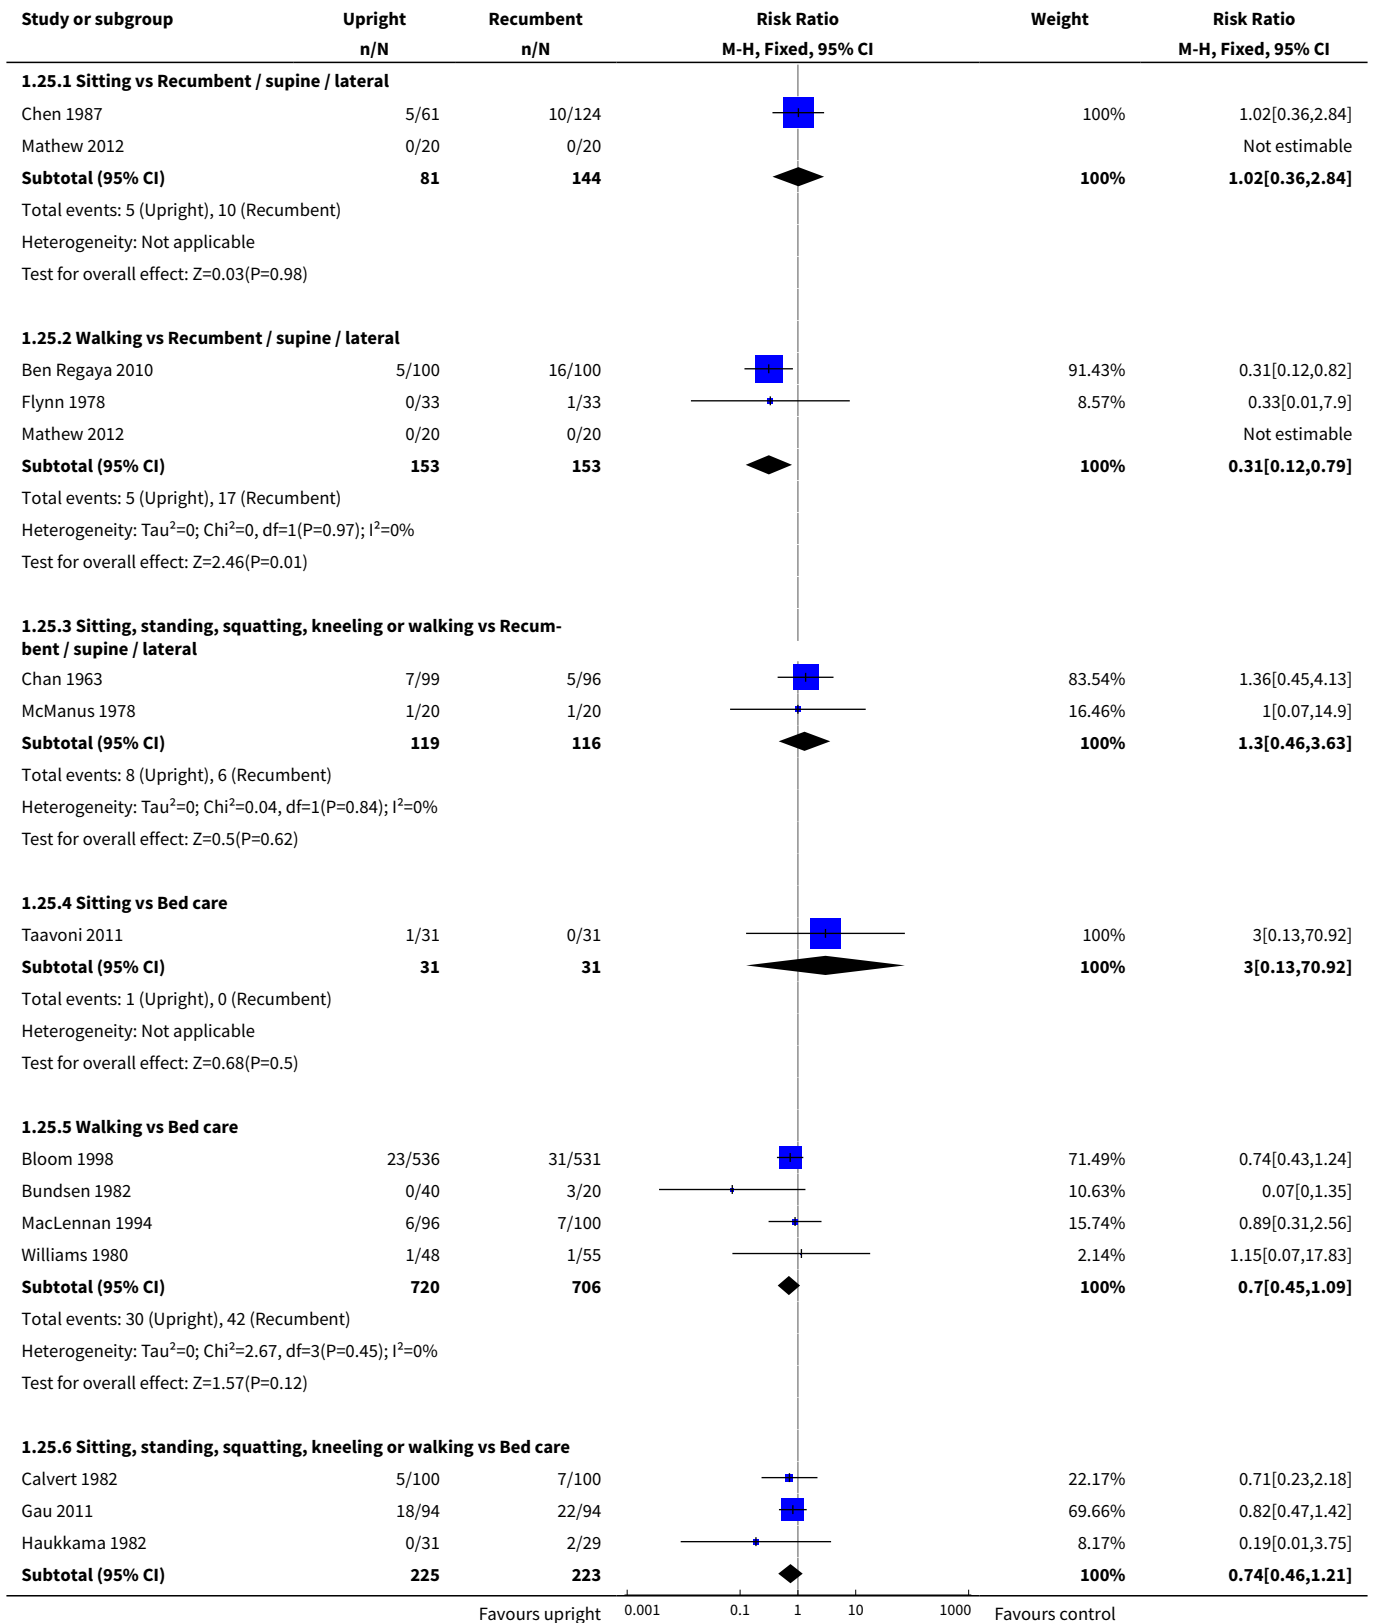 Study or subgroup Upright Recumbent Risk Ratio Weight Risk Ratio
n/N n/N M-H, Fixed, 95% CI M-H, Fixed, 95% CI
1.25.1 Sitting vs Recumbent / supine / lateral
Chen 1987 5/61 10/124 100% 1.02[0.36,2.84]
Mathew 2012 0/20 0/20 Not estimable
Subtotal (95% CI) 81 144 100% 1.02[0.36,2.84]
Total events: 5 (Upright), 10 (Recumbent)
Heterogeneity: Not applicable
Test for overall effect: Z=0.03(P=0.98)
1.25.2 Walking vs Recumbent / supine / lateral
Ben Regaya 2010 5/100 16/100 91.43% 0.31[0.12,0.82]
Flynn 1978 0/33 1/33 8.57% 0.33[0.01,7.9]
Mathew 2012 0/20 0/20 Not estimable
Subtotal (95% CI) 153 153 100% 0.31[0.12,0.79]
Total events: 5 (Upright), 17 (Recumbent)
Heterogeneity: Tau²=0; Chi²=0, df=1(P=0.97); I²=0%
Test for overall effect: Z=2.46(P=0.01)
1.25.3 Sitting, standing, squatting, kneeling or walking vs Recum-
bent / supine / lateral
Chan 1963 7/99 5/96 83.54% 1.36[0.45,4.13]
McManus 1978 1/20 1/20 16.46% 1[0.07,14.9]
Subtotal (95% CI) 119 116 100% 1.3[0.46,3.63]
Total events: 8 (Upright), 6 (Recumbent)
Heterogeneity: Tau²=0; Chi²=0.04, df=1(P=0.84); I²=0%
Test for overall effect: Z=0.5(P=0.62)
1.25.4 Sitting vs Bed care
Taavoni 2011 1/31 0/31 100% 3[0.13,70.92]
Subtotal (95% CI) 31 31 100% 3[0.13,70.92]
Total events: 1 (Upright), 0 (Recumbent)
Heterogeneity: Not applicable
Test for overall effect: Z=0.68(P=0.5)
1.25.5 Walking vs Bed care
Bloom 1998 23/536 31/531 71.49% 0.74[0.43,1.24]
Bundsen 1982 0/40 3/20 10.63% 0.07[0,1.35]
MacLennan 1994 6/96 7/100 15.74% 0.89[0.31,2.56]
Williams 1980 1/48 1/55 2.14% 1.15[0.07,17.83]
Subtotal (95% CI) 720 706 100% 0.7[0.45,1.09]
Total events: 30 (Upright), 42 (Recumbent)
Heterogeneity: Tau²=0; Chi²=2.67, df=3(P=0.45); I²=0%
Test for overall effect: Z=1.57(P=0.12)
1.25.6 Sitting, standing, squatting, kneeling or walking vs Bed care
Calvert 1982 5/100 7/100 22.17% 0.71[0.23,2.18]
Gau 2011 18/94 22/94 69.66% 0.82[0.47,1.42]
Haukkama 1982 0/31 2/29 8.17% 0.19[0.01,3.75]
Subtotal (95% CI) 225 223 100% 0.74[0.46,1.21]
Favours upright 0.001 0.1 1 10 1000 Favours control